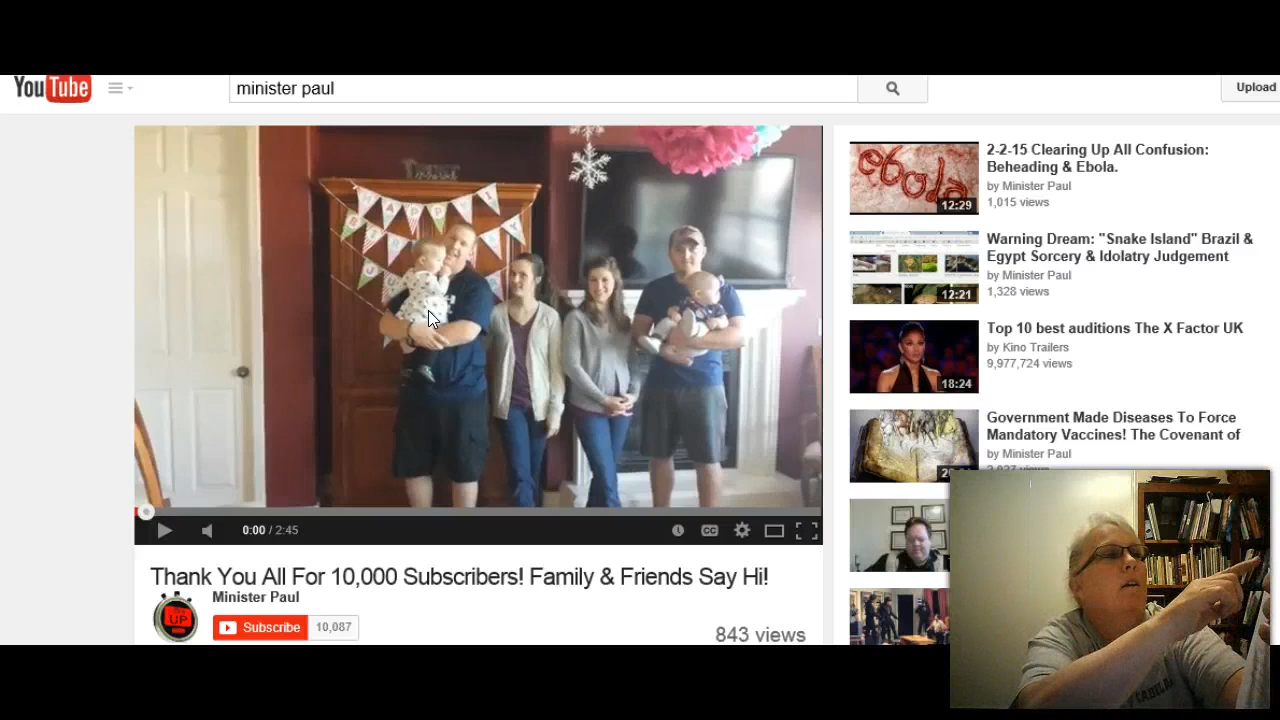 YouTube
minister paul
Upload
Thank You All For 10,000 Subscribers! Family & Friends Say Hi!
Minister Paul
Subscribe 10,087
843 views
0:00 / 2:45
CC
UP
2-2-15 Clearing Up All Confusion:
Beheading & Ebola.
by Minister Paul
1,015 views
ebola
12:29
Warning Dream: "Snake Island" Brazil &
Egypt Sorcery & Idolatry Judgement
by Minister Paul
1,328 views
12:21
Top 10 best auditions The X Factor UK
by Kino Trailers
9,977,724 views
18:24
Government Made Diseases To Force
Mandatory Vaccines! The Covenant of
by Minister Paul